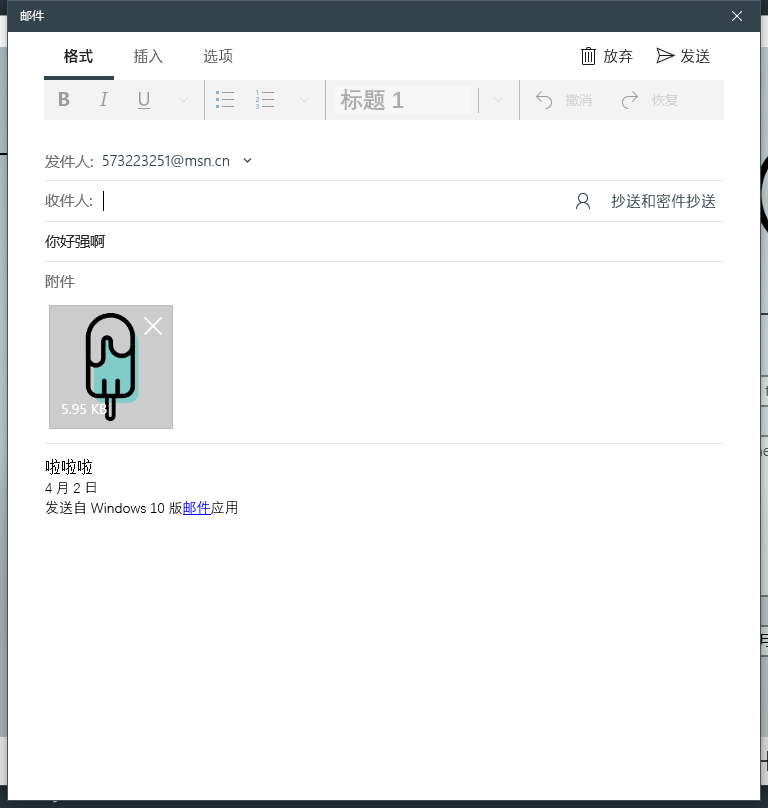 邮件
格式 插入 选项 放弃 发送
B I U 标题 1 撤消 恢复
发件人: 573223251@msn.cn
收件人: 抄送和密件抄送
你好强啊
附件
5.95 KB
啦啦啦
4 月 2 日
发送自 Windows 10 版邮件应用